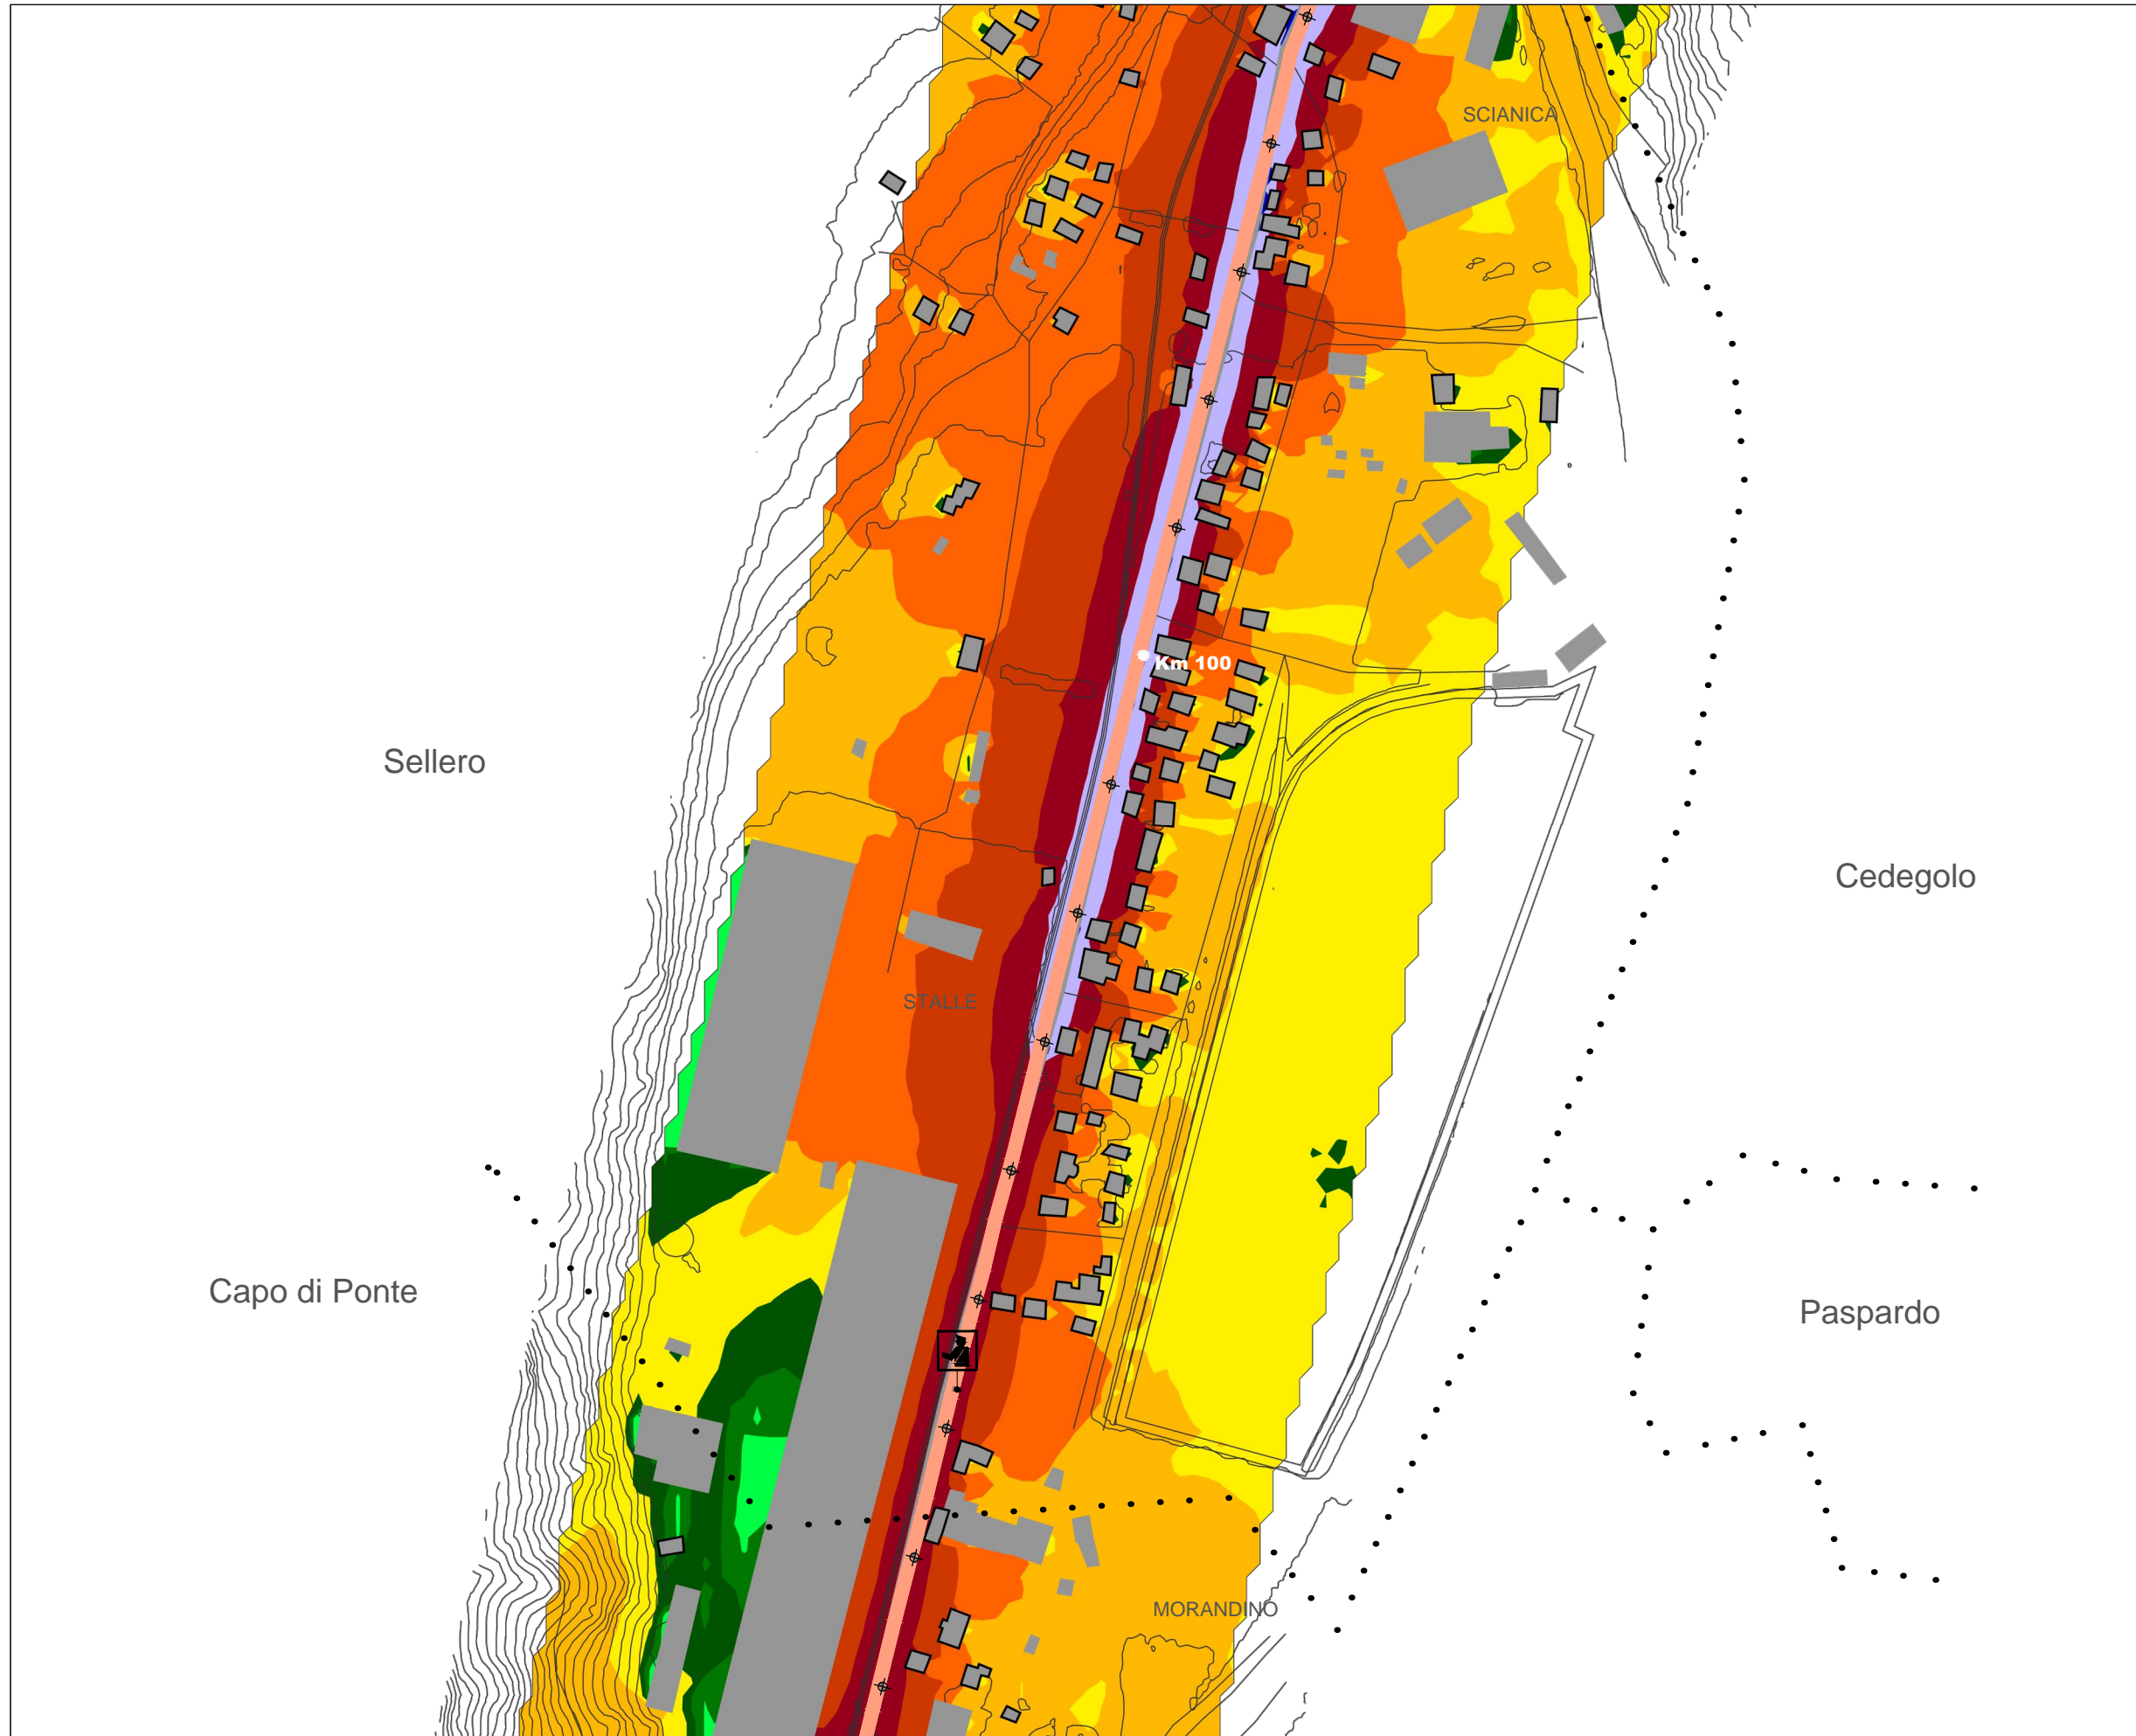 SCIANICA
Km 100
Sellero
Cedegolo
STALLE
Capo di Ponte
Paspardo
MORANDINO